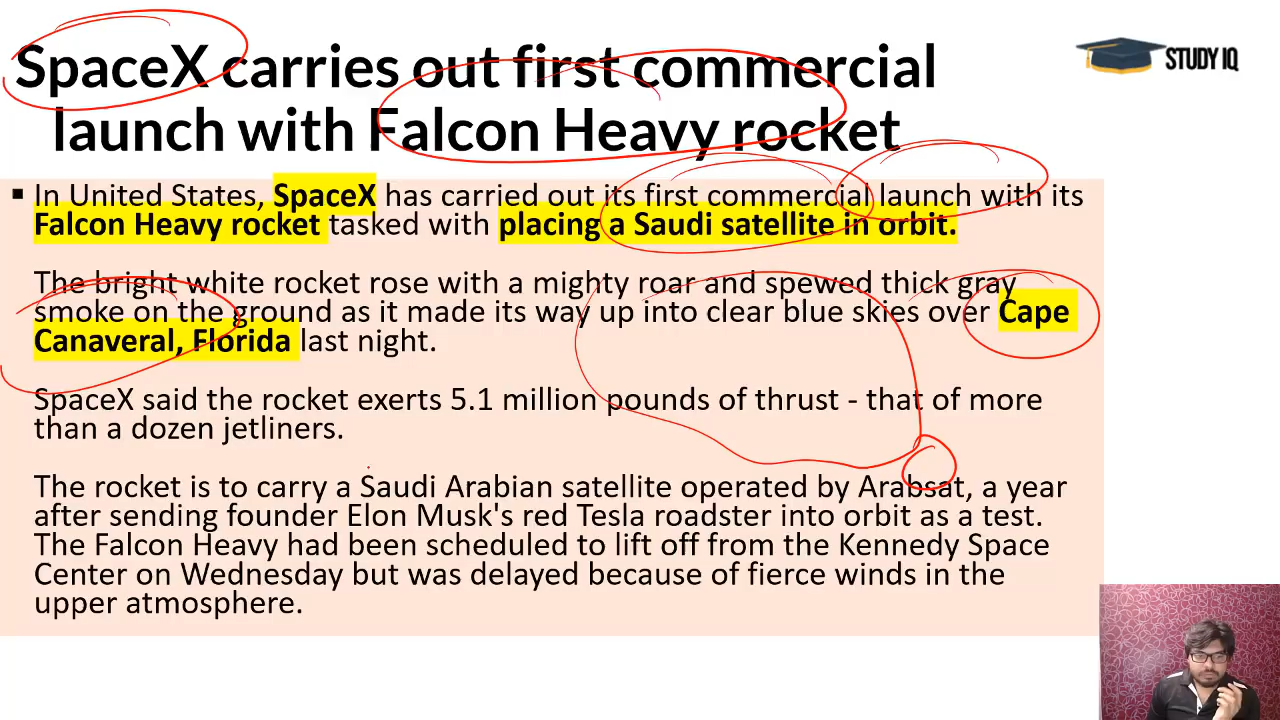 SpaceX carries out first commercial
launch with Falcon Heavy rocket
STUDY IQ
▪ In United States, SpaceX has carried out its first commercial launch with its
Falcon Heavy rocket tasked with placing a Saudi satellite in orbit.
The bright white rocket rose with a mighty roar and spewed thick gray
smoke on the ground as it made its way up into clear blue skies over Cape
Canaveral, Florida last night.
SpaceX said the rocket exerts 5.1 million pounds of thrust - that of more
than a dozen jetliners.
The rocket is to carry a Saudi Arabian satellite operated by Arabsat, a year
after sending founder Elon Musk's red Tesla roadster into orbit as a test.
The Falcon Heavy had been scheduled to lift off from the Kennedy Space
Center on Wednesday but was delayed because of fierce winds in the
upper atmosphere.